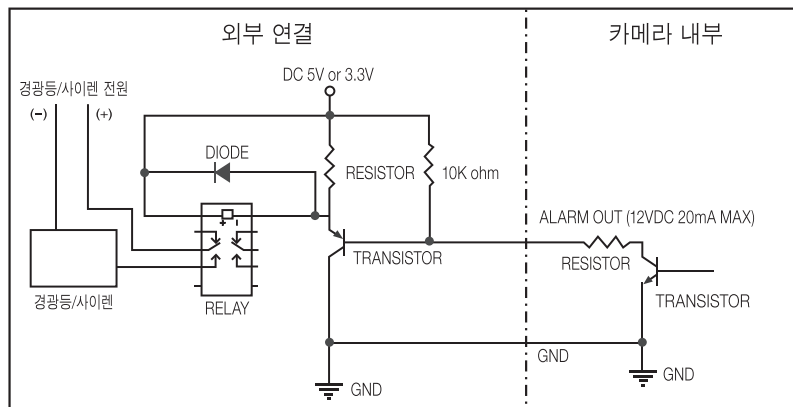 외부 연결
카메라 내부
DC 5V or 3.3V
경광등/사이렌 전원
(-)
(+)
DIODE
RESISTOR
10K ohm
+
ALARM OUT (12VDC 20mA MAX)
TRANSISTOR
RESISTOR
TRANSISTOR
경광등/사이렌
RELAY
GND
GND
GND